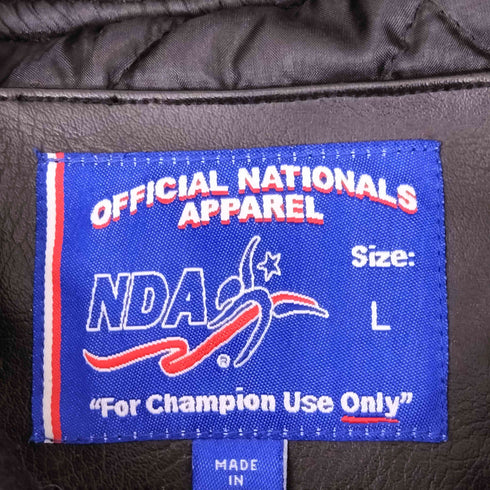 OFFICIAL NATIONALS
APPAREL
Size:
NDA
L
®
“For Champion Use Only”
MADE
IN